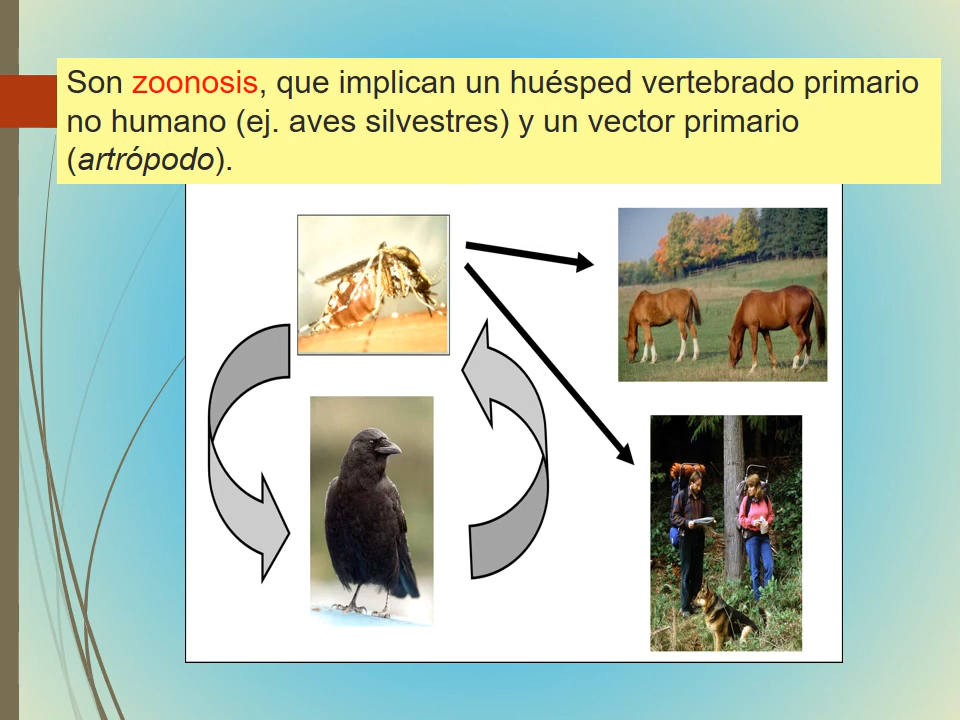 Son zoonosis, que implican un huésped vertebrado primario
no humano (ej. aves silvestres) y un vector primario
(artrópodo).